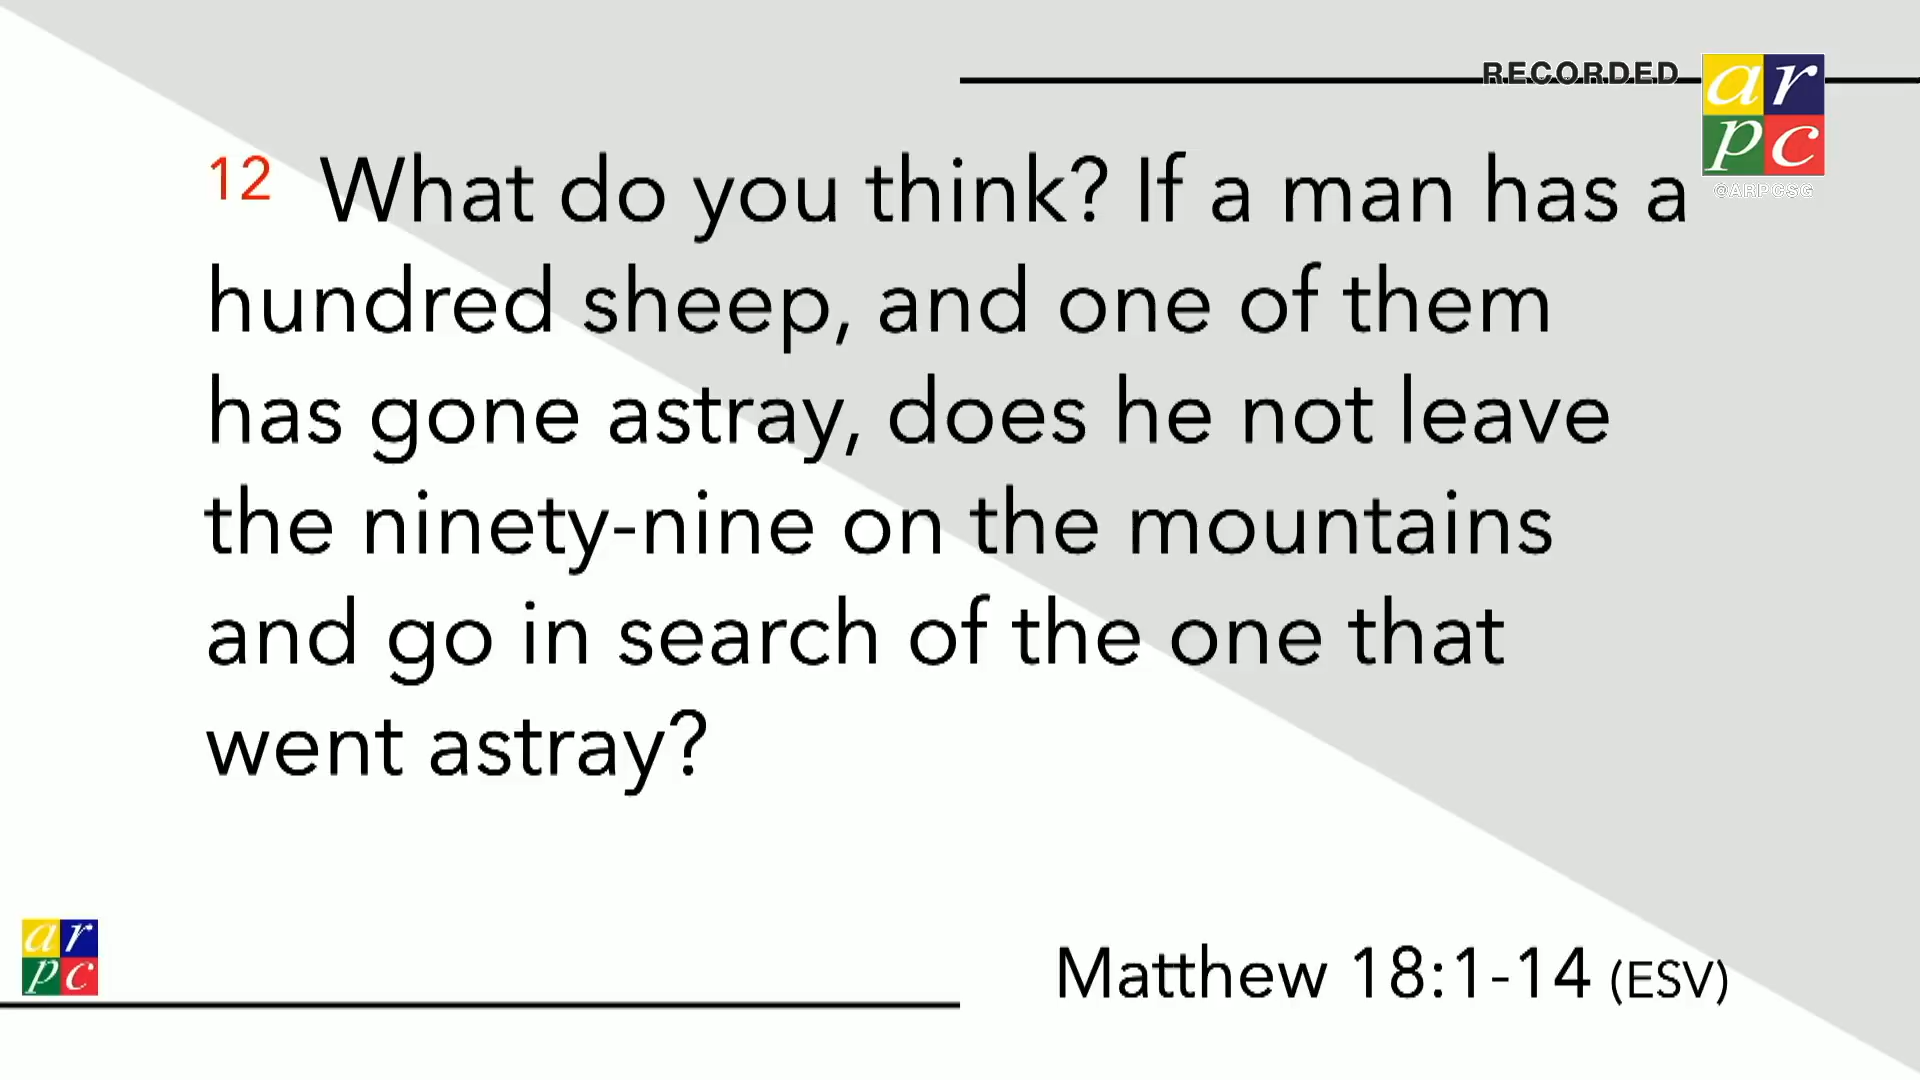 RECORDED
ar
pc
@ARPCSG
12 What do you think? If a man has a
hundred sheep, and one of them
has gone astray, does he not leave
the ninety-nine on the mountains
and go in search of the one that
went astray?
ar
pc
Matthew 18:1-14 (ESV)